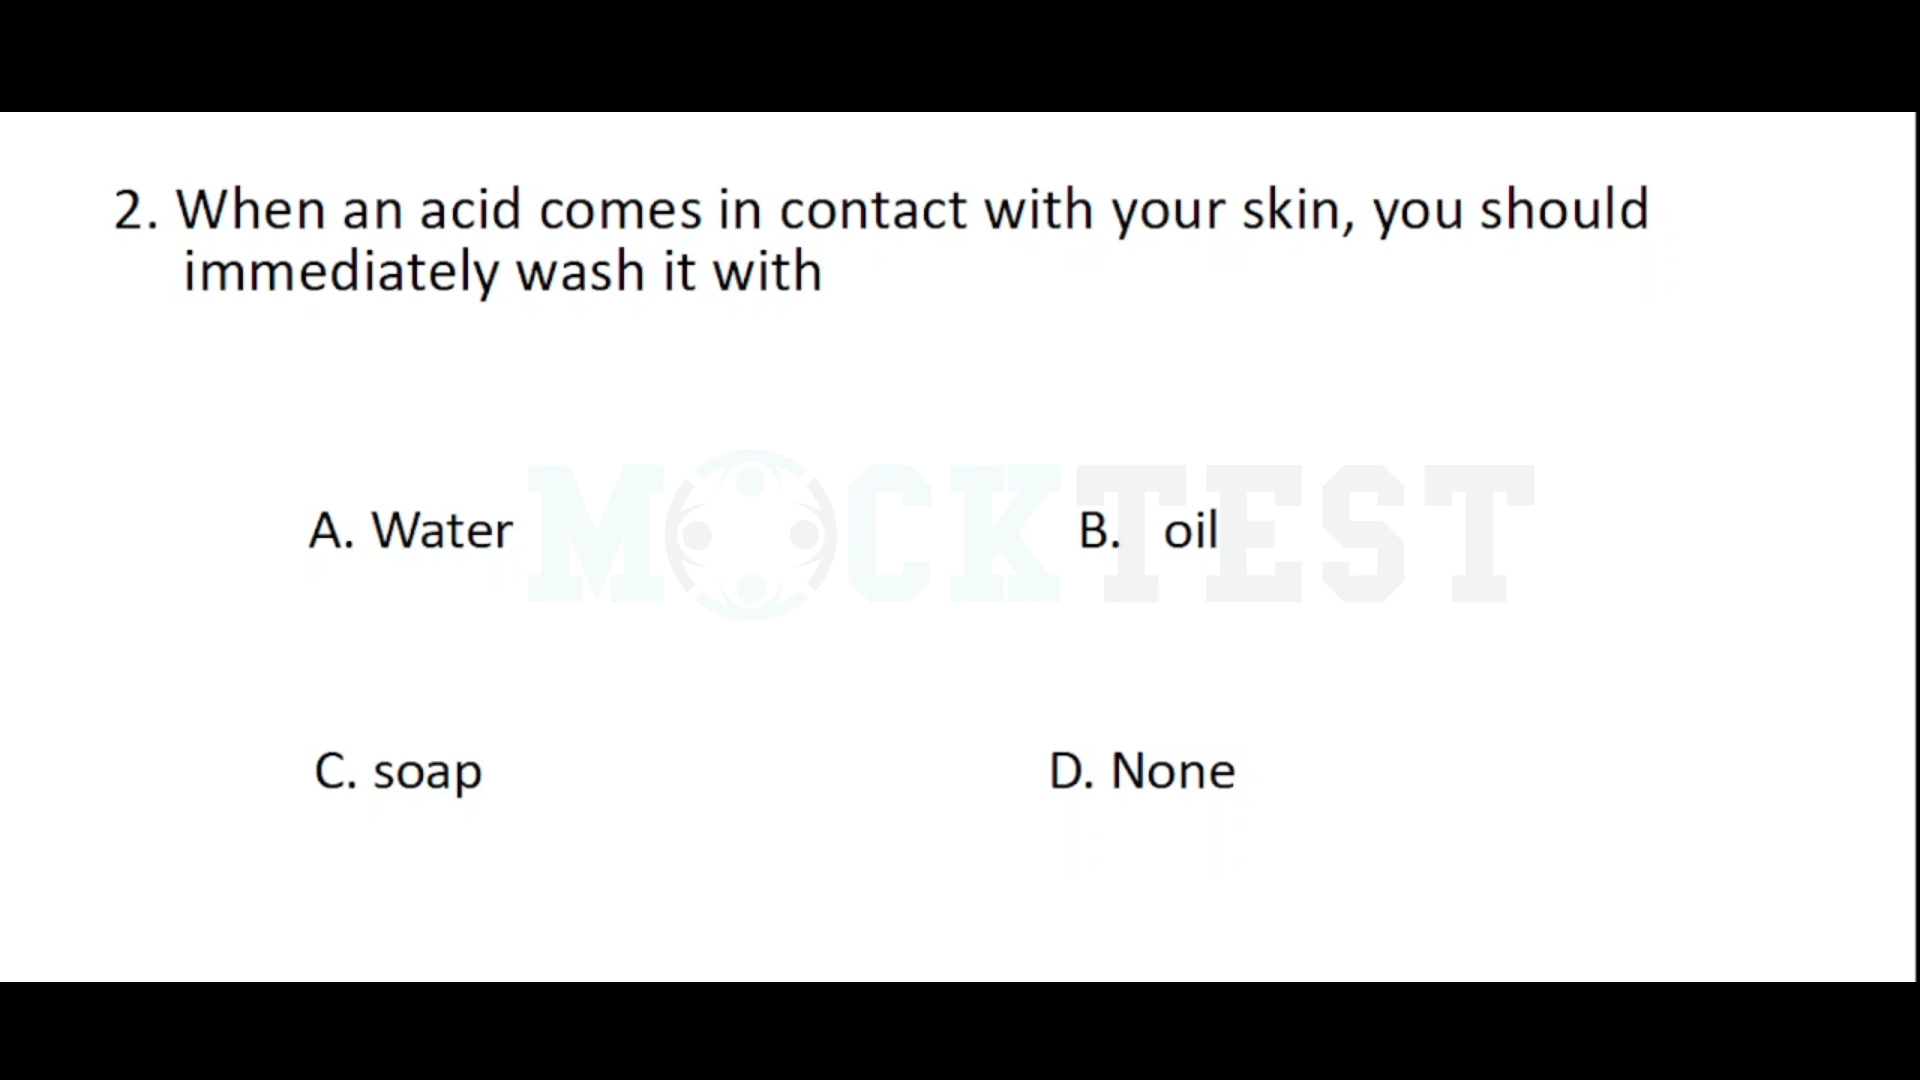 2. When an acid comes in contact with your skin, you should
immediately wash it with
MOCKTEST
A. Water
B. oil
C. soap
D. None